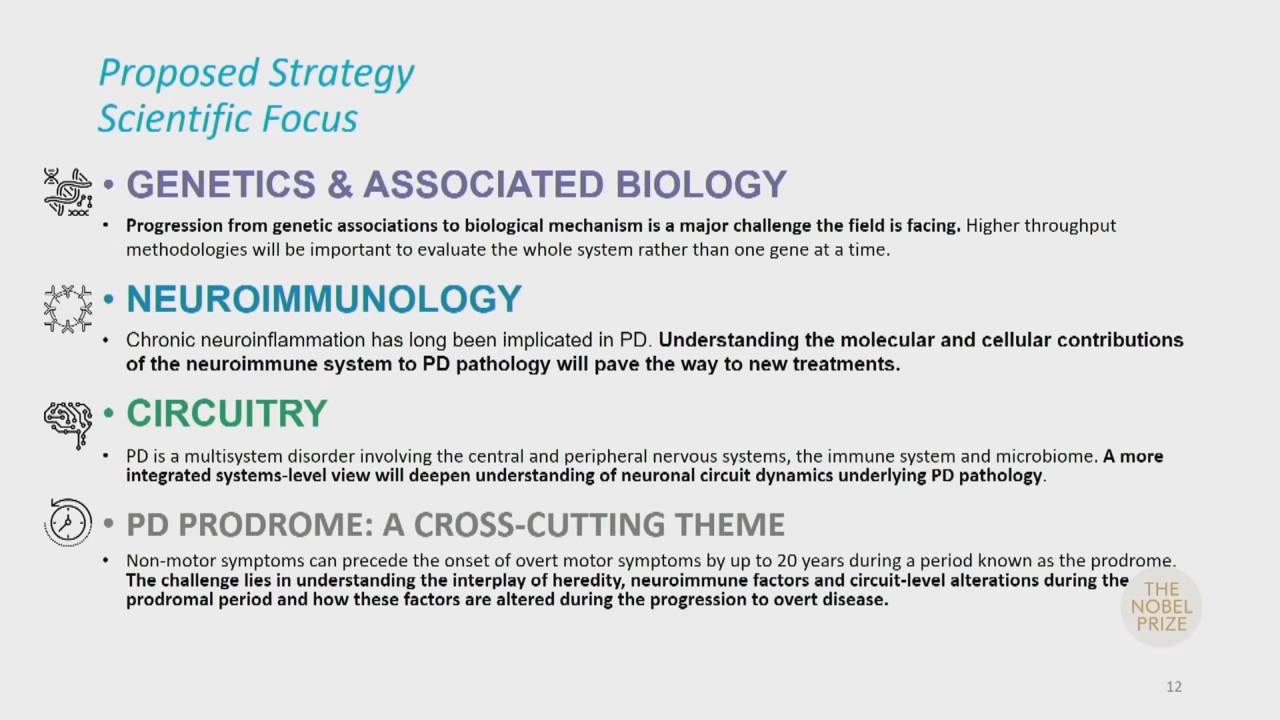 Proposed Strategy
Scientific Focus
• GENETICS & ASSOCIATED BIOLOGY
• Progression from genetic associations to biological mechanism is a major challenge the field is facing. Higher throughput
methodologies will be important to evaluate the whole system rather than one gene at a time.
• NEUROIMMUNOLOGY
• Chronic neuroinflammation has long been implicated in PD. Understanding the molecular and cellular contributions
of the neuroimmune system to PD pathology will pave the way to new treatments.
• CIRCUITRY
• PD is a multisystem disorder involving the central and peripheral nervous systems, the immune system and microbiome. A more
integrated systems-level view will deepen understanding of neuronal circuit dynamics underlying PD pathology.
• PD PRODROME: A CROSS-CUTTING THEME
• Non-motor symptoms can precede the onset of overt motor symptoms by up to 20 years during a period known as the prodrome.
The challenge lies in understanding the interplay of heredity, neuroimmune factors and circuit-level alterations during the
prodromal period and how these factors are altered during the progression to overt disease.
THE
NOBEL
PRIZE
12